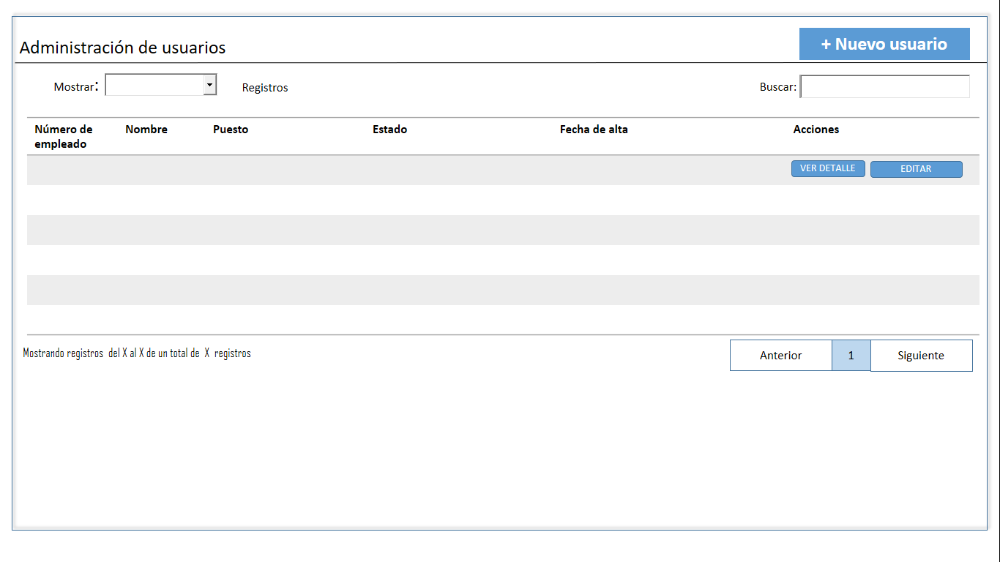 Administración de usuarios
+ Nuevo usuario
Mostrar: Registros
Buscar:
Número de empleado
Nombre
Puesto
Estado
Fecha de alta
Acciones
VER DETALLE
EDITAR
Mostrando registros del X al X de un total de X registros
Anterior
1
Siguiente